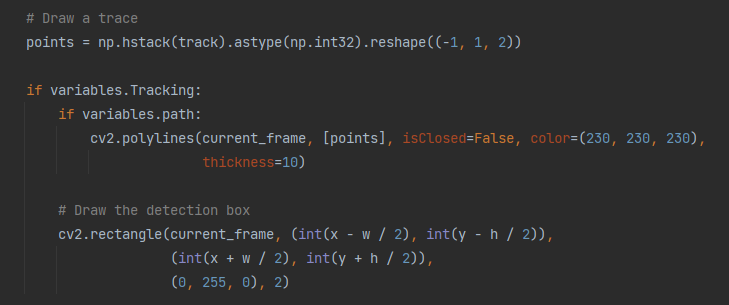 # Draw a trace
points = np.hstack(track).astype(np.int32).reshape((-1, 1, 2))
if variables.Tracking:
if variables.path:
cv2.polylines(current_frame, [points], isClosed=False, color=(230, 230, 230),
thickness=10)
# Draw the detection box
cv2.rectangle(current_frame, (int(x - w / 2), int(y - h / 2)),
(int(x + w / 2), int(y + h / 2)),
(0, 255, 0), 2)